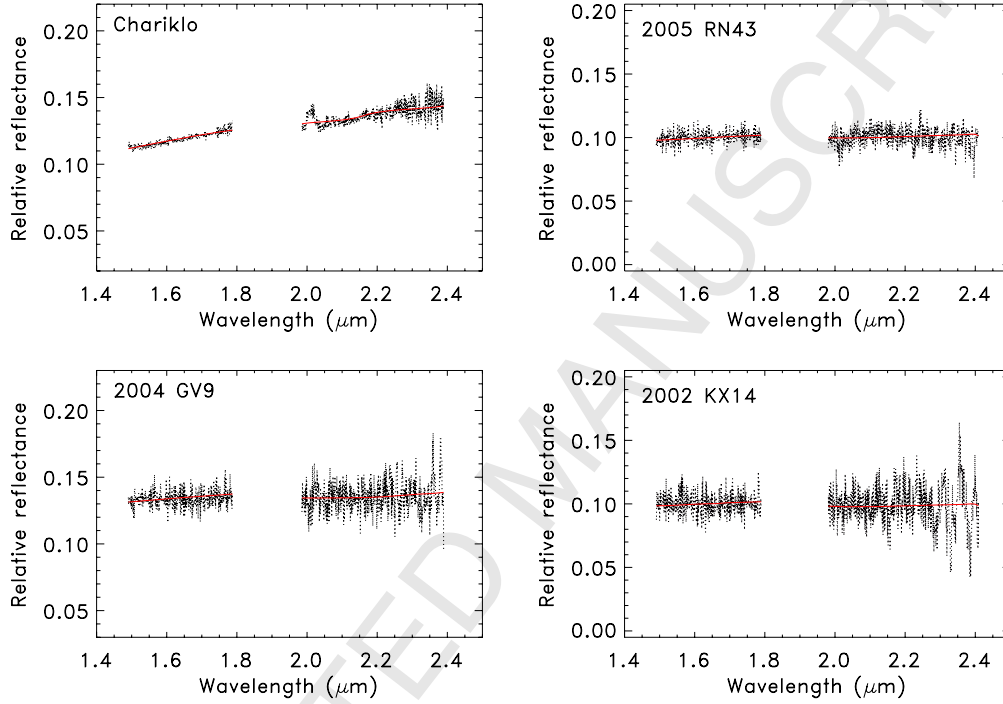 Chariklo
Relative reflectance
0.20
0.15
0.10
0.05
1.4 1.6 1.8 2.0 2.2 2.4
Wavelength (μm)
2005 RN43
Relative reflectance
0.20
0.15
0.10
0.05
0.00
1.4 1.6 1.8 2.0 2.2 2.4
Wavelength (μm)
2004 GV9
Relative reflectance
0.20
0.15
0.10
0.05
1.4 1.6 1.8 2.0 2.2 2.4
Wavelength (μm)
2002 KX14
Relative reflectance
0.20
0.15
0.10
0.05
0.00
1.4 1.6 1.8 2.0 2.2 2.4
Wavelength (μm)
TED MANUSCRI